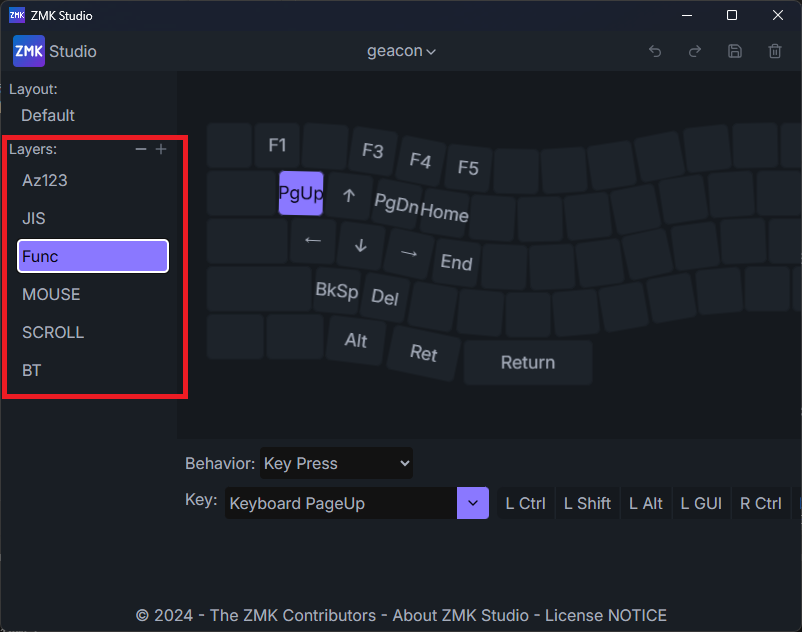 ZMK ZMK Studio
ZMK Studio
geacon
Layout:
Default
Layers:
Az123
JIS
Func
MOUSE
SCROLL
BT
F1 F3 F4 F5
PgUp ↑ PgDn Home
← ↓ → End
BkSp Del
Alt Ret Return
Behavior: Key Press
Key: Keyboard PageUp L Ctrl L Shift L Alt L GUI R Ctrl
© 2024 - The ZMK Contributors - About ZMK Studio - License NOTICE